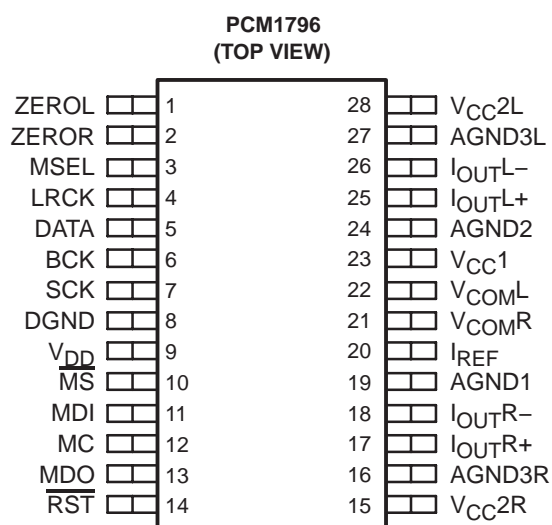 PCM1796
(TOP VIEW)
ZEROL 1 28 VCC2L
ZEROR 2 27 AGND3L
MSEL 3 26 IOUTL–
LRCK 4 25 IOUTL+
DATA 5 24 AGND2
BCK 6 23 VCC1
SCK 7 22 VCOML
DGND 8 21 VCOMR
VDD 9 20 IREF
MS 10 19 AGND1
MDI 11 18 IOUTR–
MC 12 17 IOUTR+
MDO 13 16 AGND3R
RST 14 15 VCC2R